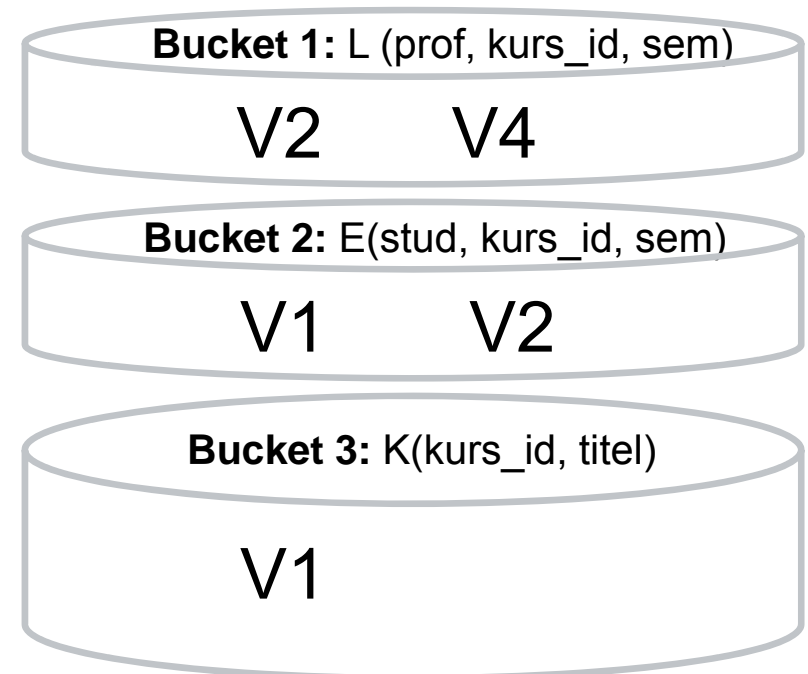 Bucket 1: L (prof, kurs_id, sem)
V2 V4
Bucket 2: E(stud, kurs_id, sem)
V1 V2
Bucket 3: K(kurs_id, titel)
V1